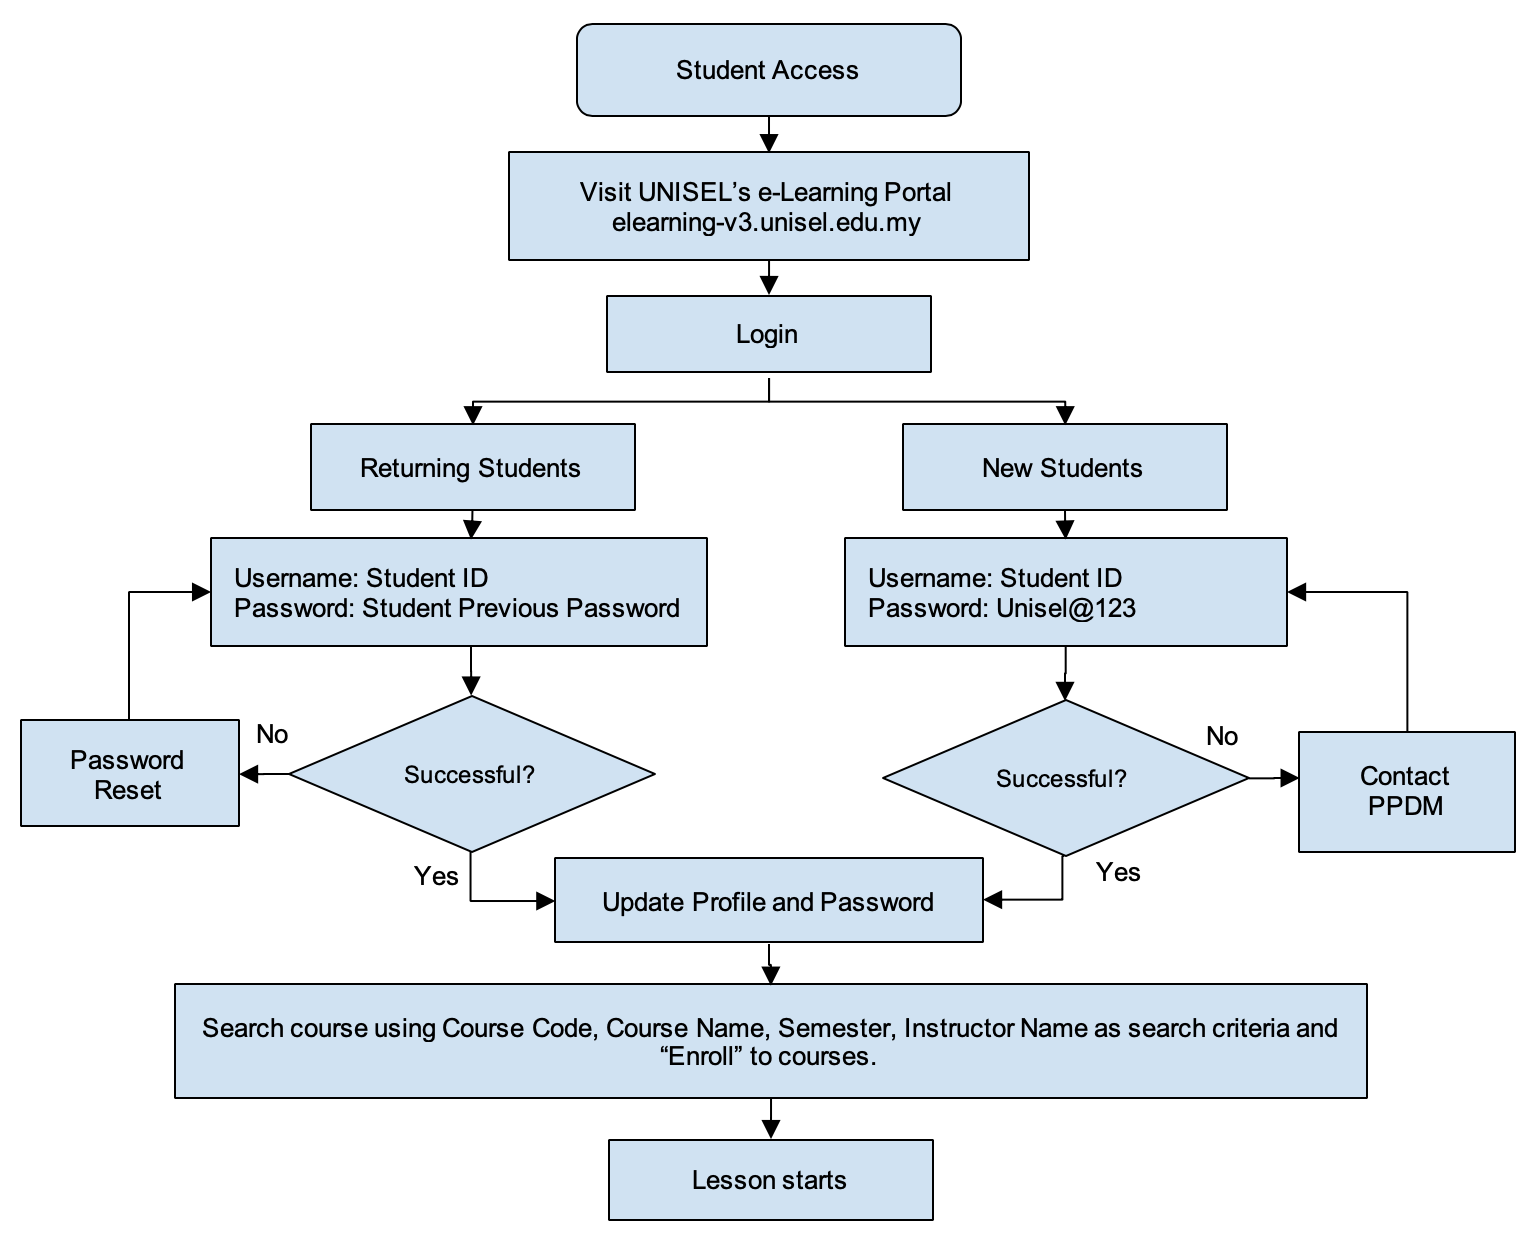 Student Access
Visit UNISEL’s e-Learning Portal
elearning-v3.unisel.edu.my
Login
Returning Students
New Students
Username: Student ID
Password: Student Previous Password
Username: Student ID
Password: Unisel@123
No
Password
Reset
Successful?
Successful?
No
Contact
PPDM
Yes
Update Profile and Password
Yes
Search course using Course Code, Course Name, Semester, Instructor Name as search criteria and
“Enroll” to courses.
Lesson starts